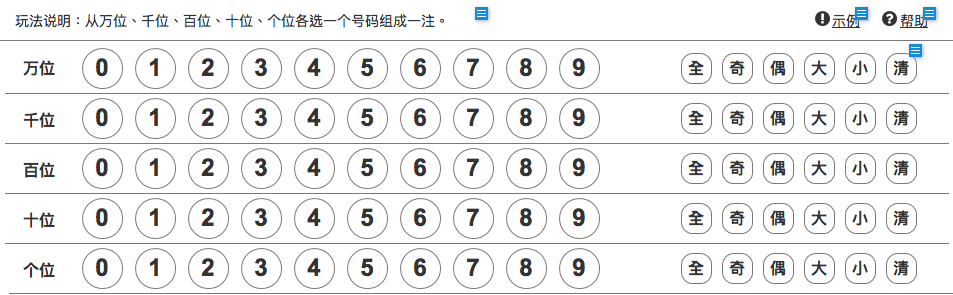 玩法说明：从万位、千位、百位、十位、个位各选一个号码组成一注。 示例 帮助
万位 0 1 2 3 4 5 6 7 8 9 全 奇 偶 大 小 清
千位 0 1 2 3 4 5 6 7 8 9 全 奇 偶 大 小 清
百位 0 1 2 3 4 5 6 7 8 9 全 奇 偶 大 小 清
十位 0 1 2 3 4 5 6 7 8 9 全 奇 偶 大 小 清
个位 0 1 2 3 4 5 6 7 8 9 全 奇 偶 大 小 清